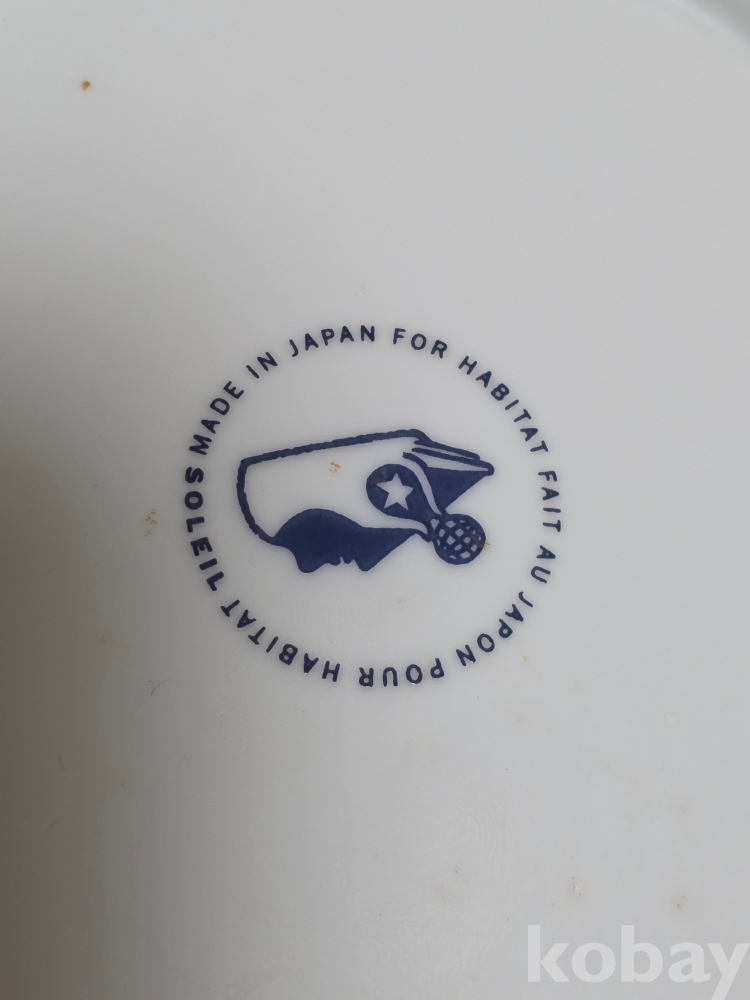 MADE IN JAPAN FOR HABITAT FAIT AU JAPON POUR HABITAT
SOLEIL
kobay